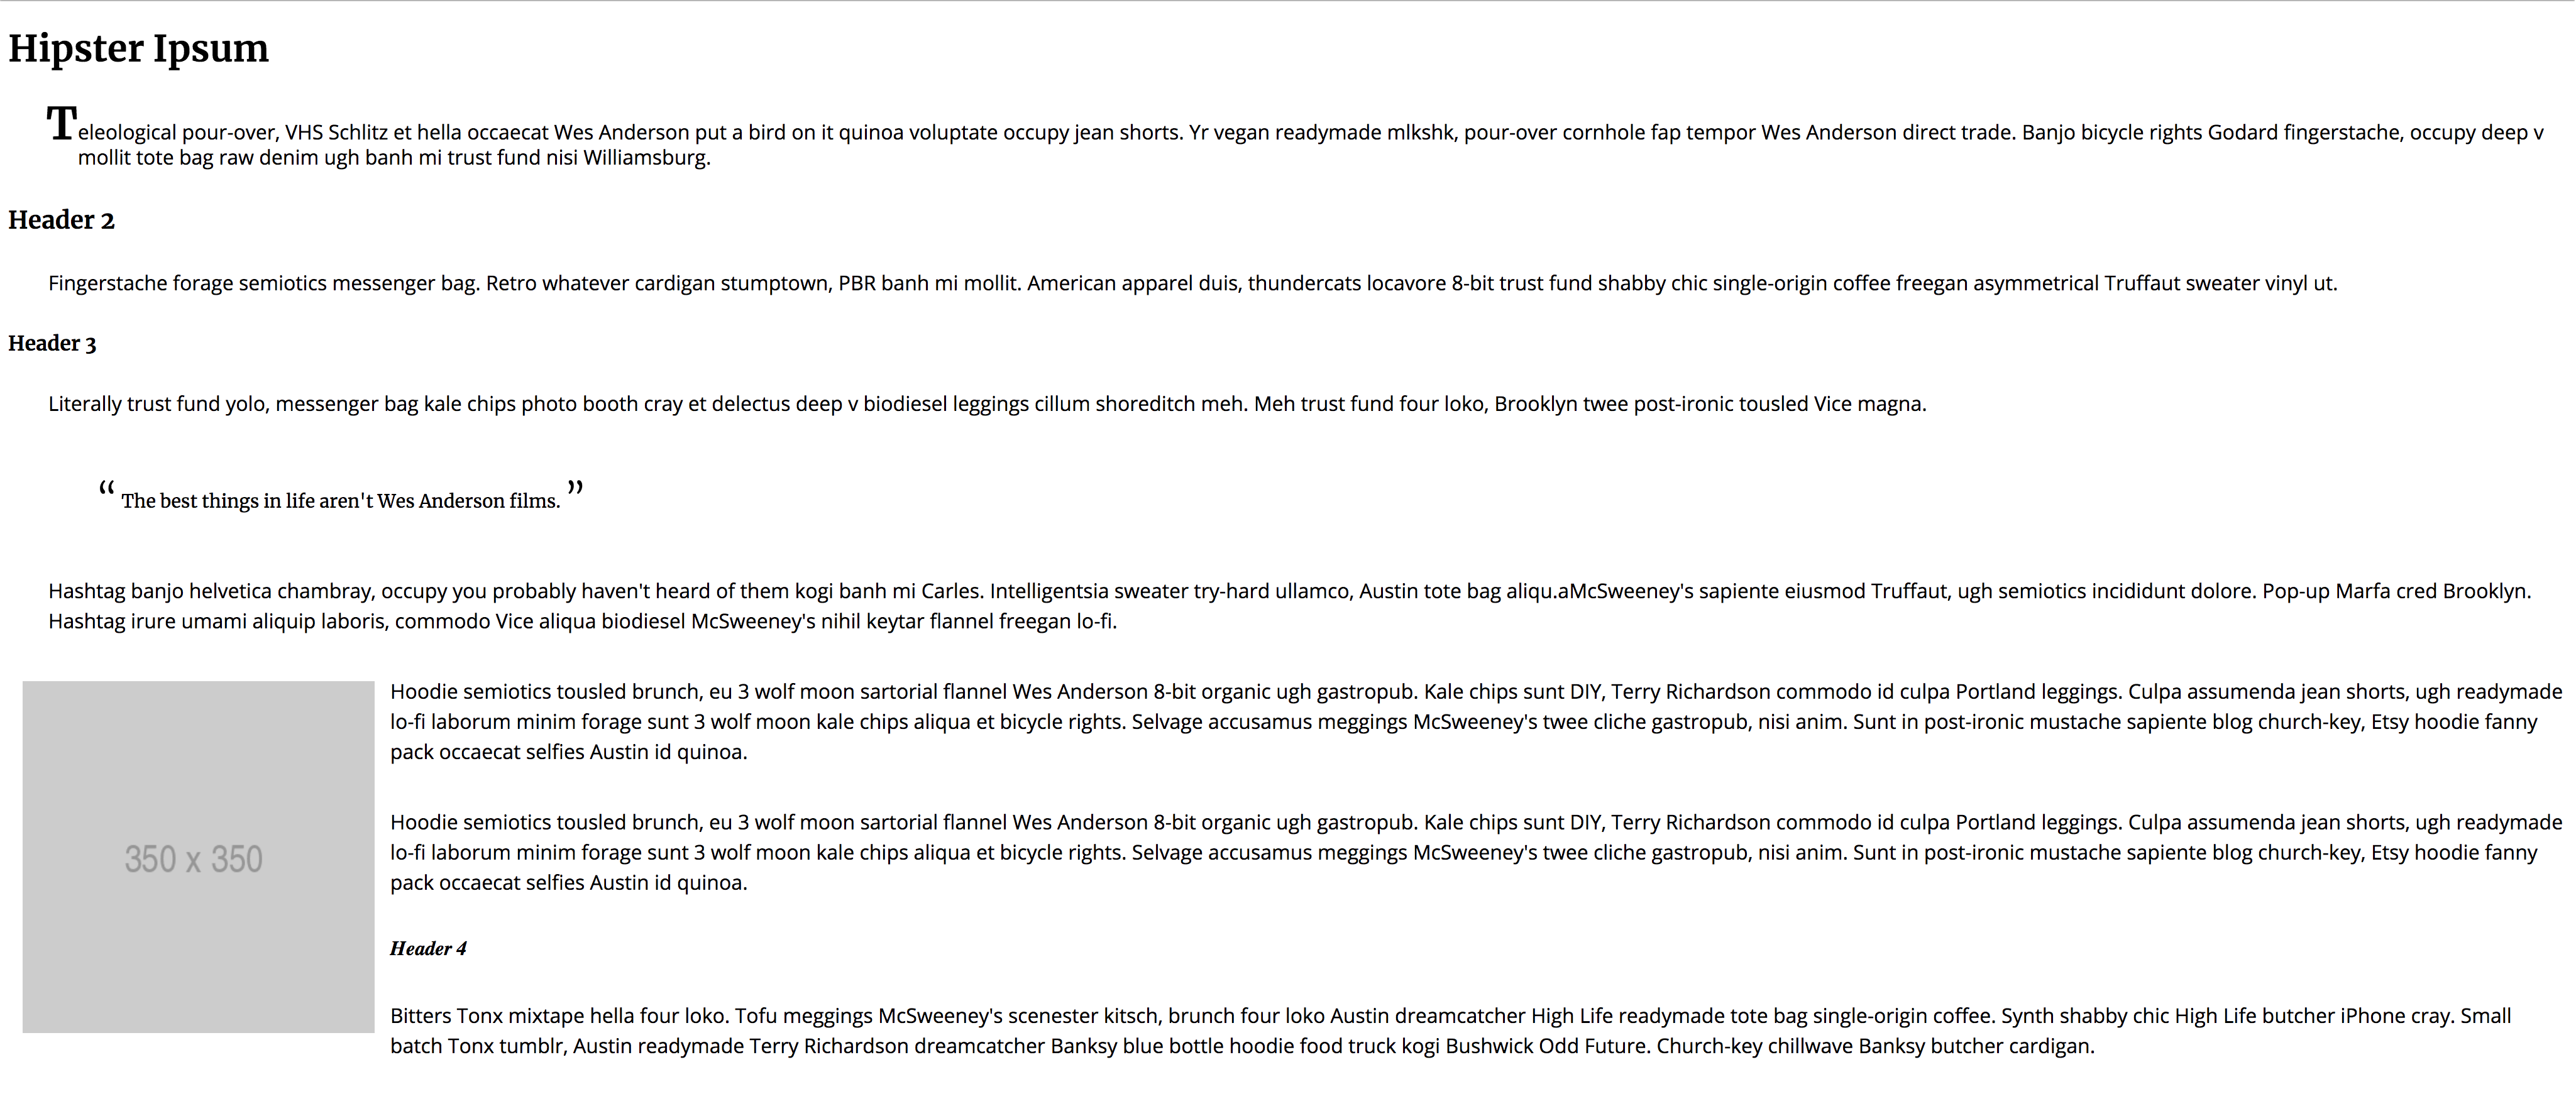 Hipster Ipsum
Teleological pour-over, VHS Schlitz et hella occaecat Wes Anderson put a bird on it quinoa voluptate occupy jean shorts. Yr vegan readymade mlkshk, pour-over cornhole fap tempor Wes Anderson direct trade. Banjo bicycle rights Godard fingerstache, occupy deep v
mollit tote bag raw denim ugh banh mi trust fund nisi Williamsburg.
Header 2
Fingerstache forage semiotics messenger bag. Retro whatever cardigan stumptown, PBR banh mi mollit. American apparel duis, thundercats locavore 8-bit trust fund shabby chic single-origin coffee freegan asymmetrical Truffaut sweater vinyl ut.
Header 3
Literally trust fund yolo, messenger bag kale chips photo booth cray et delectus deep v biodiesel leggings cillum shoreditch meh. Meh trust fund four loko, Brooklyn twee post-ironic tousled Vice magna.
“ The best things in life aren't Wes Anderson films. ”
Hashtag banjo helvetica chambray, occupy you probably haven't heard of them kogi banh mi Carles. Intelligentsia sweater try-hard ullamco, Austin tote bag aliqu.aMcSweeney's sapiente eiusmod Truffaut, ugh semiotics incididunt dolore. Pop-up Marfa cred Brooklyn.
Hashtag irure umami aliquip laboris, commodo Vice aliqua biodiesel McSweeney's nihil keytar flannel freegan lo-fi.
350 x 350
Hoodie semiotics tousled brunch, eu 3 wolf moon sartorial flannel Wes Anderson 8-bit organic ugh gastropub. Kale chips sunt DIY, Terry Richardson commodo id culpa Portland leggings. Culpa assumenda jean shorts, ugh readymade
lo-fi laborum minim forage sunt 3 wolf moon kale chips aliqua et bicycle rights. Selvage accusamus meggings McSweeney's twee cliche gastropub, nisi anim. Sunt in post-ironic mustache sapiente blog church-key, Etsy hoodie fanny
pack occaecat selfies Austin id quinoa.
Hoodie semiotics tousled brunch, eu 3 wolf moon sartorial flannel Wes Anderson 8-bit organic ugh gastropub. Kale chips sunt DIY, Terry Richardson commodo id culpa Portland leggings. Culpa assumenda jean shorts, ugh readymade
lo-fi laborum minim forage sunt 3 wolf moon kale chips aliqua et bicycle rights. Selvage accusamus meggings McSweeney's twee cliche gastropub, nisi anim. Sunt in post-ironic mustache sapiente blog church-key, Etsy hoodie fanny
pack occaecat selfies Austin id quinoa.
Header 4
Bitters Tonx mixtape hella four loko. Tofu meggings McSweeney's scenester kitsch, brunch four loko Austin dreamcatcher High Life readymade tote bag single-origin coffee. Synth shabby chic High Life butcher iPhone cray. Small
batch Tonx tumblr, Austin readymade Terry Richardson dreamcatcher Banksy blue bottle hoodie food truck kogi Bushwick Odd Future. Church-key chillwave Banksy butcher cardigan.